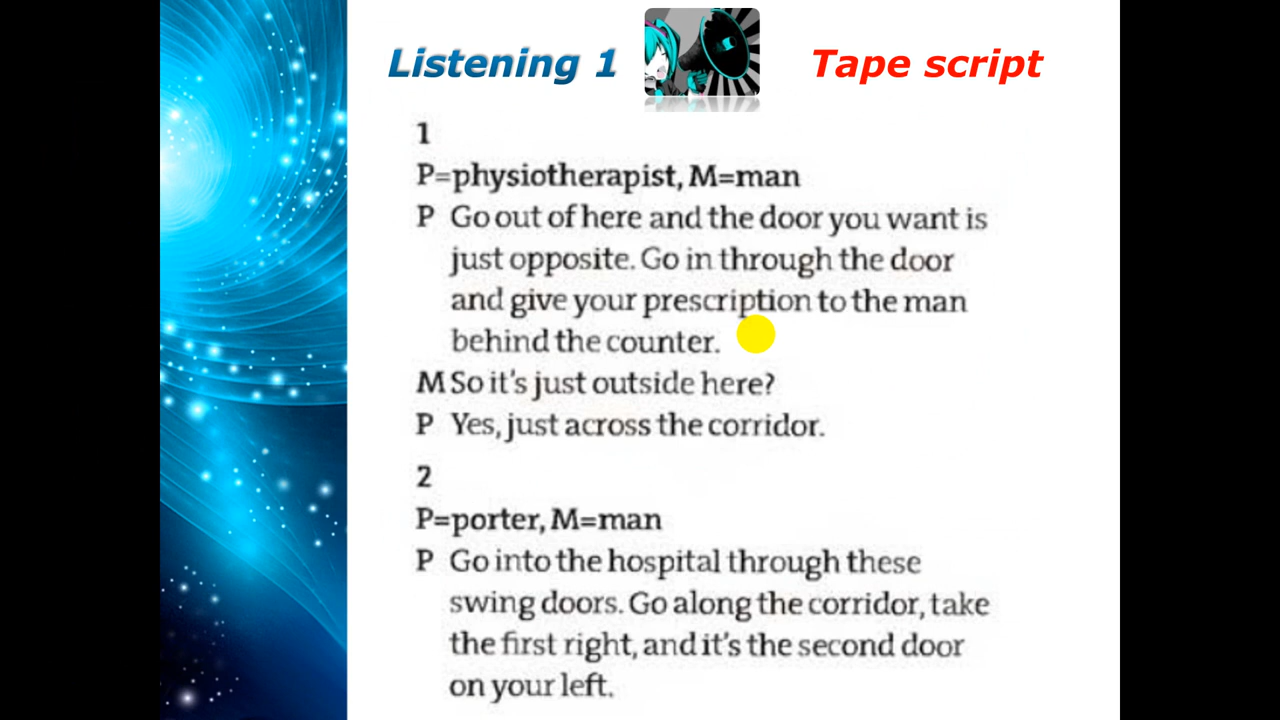 Listening 1
Tape script
1
P=physiotherapist, M=man
P Go out of here and the door you want is
just opposite. Go in through the door
and give your prescription to the man
behind the counter.
M So it's just outside here?
P Yes, just across the corridor.
2
P=porter, M=man
P Go into the hospital through these
swing doors. Go along the corridor, take
the first right, and it's the second door
on your left.